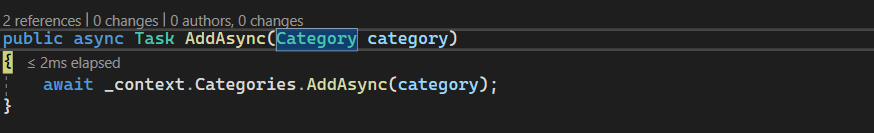 2 references | 0 changes | 0 authors, 0 changes
public async Task AddAsync(Category category)
{ ≤ 2ms elapsed
await _context.Categories.AddAsync(category);
}